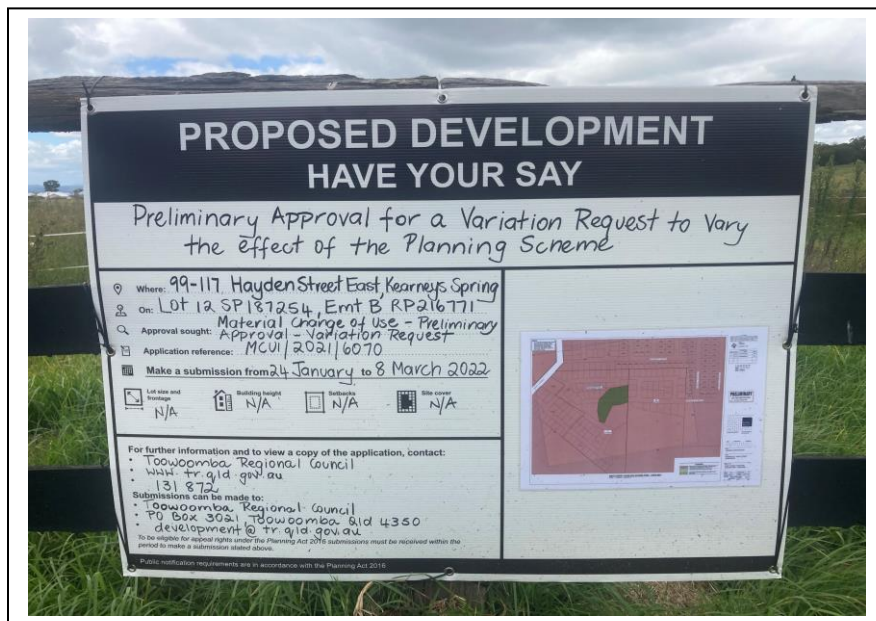 PROPOSED DEVELOPMENT
HAVE YOUR SAY
Preliminary Approval for a Variation Request to Vary
the effect of the Planning Scheme
Where: 99-117 Hayden Street East, Kearneys Spring
On: Lot 12 SP187254, Emt B RP216771
Approval sought: Material Change of Use - Preliminary
Approval - Variation Request
Application reference: MCUI/2021/6070
Make a submission from 24 January to 8 March 2022
Lot size and
frontage
N/A
Building height
N/A
Setbacks
N/A
Site cover
N/A
For further information and to view a copy of the application, contact:
• Toowoomba Regional Council
• www.tr.qld.gov.au
• 131 872
Submissions can be made to:
• Toowoomba Regional Council
• PO Box 3021, Toowoomba Qld 4350
• development@tr.qld.gov.au
To be eligible for appeal rights under the Planning Act 2016 submissions must be received within the
period to make a submission stated above.
Public notification requirements are in accordance with the Planning Act 2016
PRELIMINARY